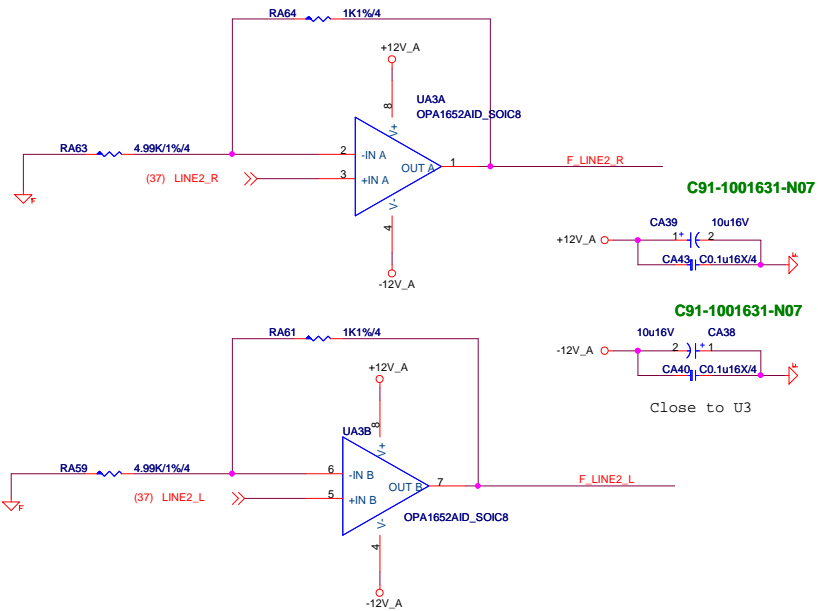 RA64 1K1%/4
+12V_A
8
UA3A
OPA1652AID_SOIC8
V+
RA63 4.99K/1%/4
2 -IN A
OUT A 1
F_LINE2_R
(37) LINE2_R
3 +IN A
V-
4
F
-12V_A
C91-1001631-N07
CA39 10u16V
+12V_A
1 + 2
CA43 C0.1u16X/4
F
C91-1001631-N07
10u16V CA38
-12V_A
2 + 1
CA40 C0.1u16X/4
F
Close to U3
RA61 1K1%/4
+12V_A
8
UA3B
V+
RA59 4.99K/1%/4
6 -IN B
OUT B 7
F_LINE2_L
(37) LINE2_L
5 +IN B
OPA1652AID_SOIC8
V-
4
F
-12V_A